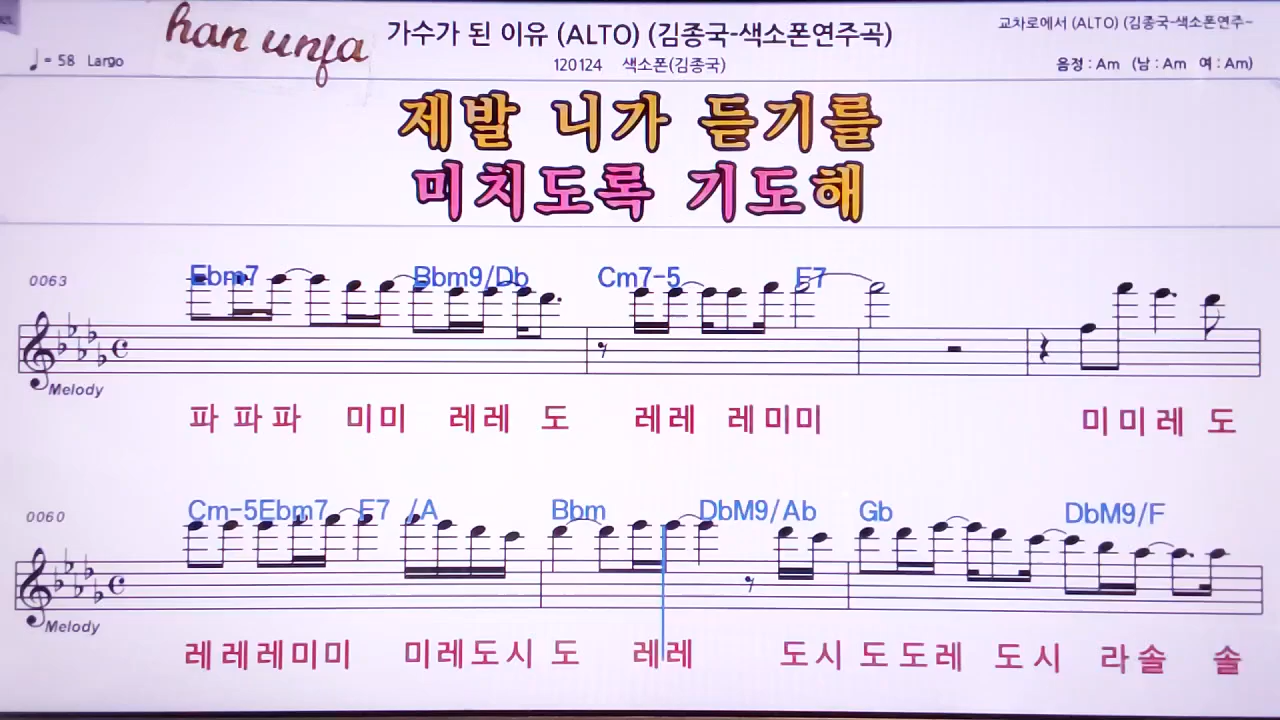 han unja
가수가 된 이유 (ALTO) (김종국-색소폰연주곡)
교차로에서 (ALTO) (김종국-색소폰연주~
♩= 58 Largo
120124 색소폰(김종국)
음정 : Am (남 : Am 여 : Am)
제발 니가 듣기를
미치도록 기도해
0063
Ebm7 Bbm9/Db Cm7-5 F7
Melody
파 파 파 미미 레레 도 레레 레미미 미미레 도
0060
Cm-5Ebm7 F7 /A Bbm DbM9/Ab Gb DbM9/F
Melody
레레레미미 미레도시 도 레레 도시 도도레 도시 라솔 솔